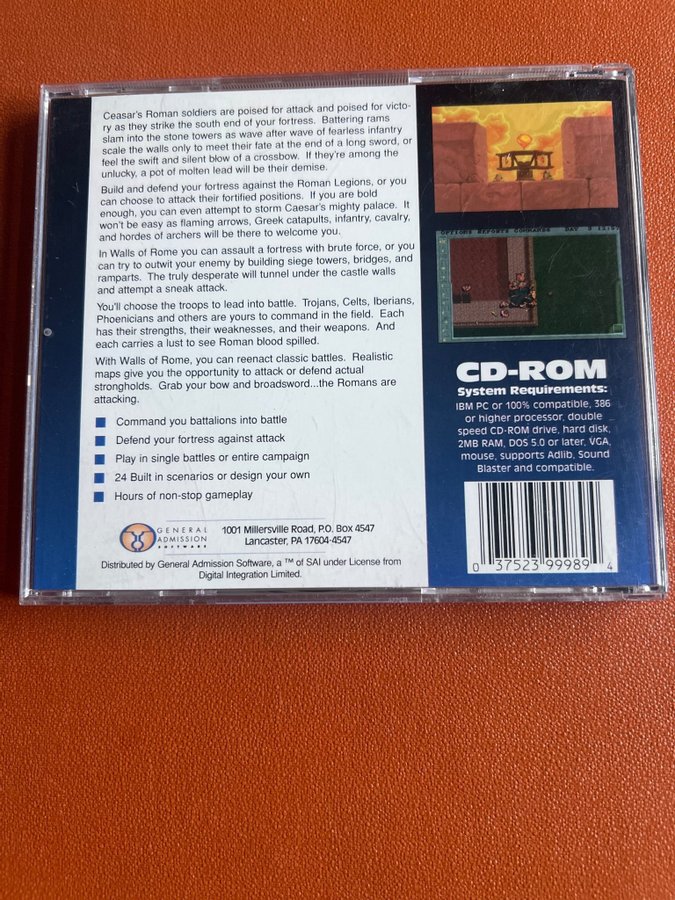 Ceasar's Roman soldiers are poised for attack and poised for victo-
ry as they strike the south end of your fortress. Battering rams
slam into the stone towers as wave after wave of fearless infantry
scale the walls only to meet their fate at the end of a long sword, or
feel the swift and silent blow of a crossbow. If they're among the
unlucky, a pot of molten lead will be their demise.
Build and defend your fortress against the Roman Legions, or you
can choose to attack their fortified positions. If you are bold
enough, you can even attempt to storm Caesar's mighty palace. It
won't be easy as flaming arrows, Greek catapults, infantry, cavalry,
and hordes of archers will be there to welcome you.
In Walls of Rome you can assault a fortress with brute force, or you
can try to outwit your enemy by building siege towers, bridges, and
ramparts. The truly desperate will tunnel under the castle walls
and attempt a sneak attack.
You'll choose the troops to lead into battle. Trojans, Celts, Iberians,
Phoenicians and others are yours to command in the field. Each
has their strengths, their weaknesses, and their weapons. And
each carries a lust to see Roman blood spilled.
With Walls of Rome, you can reenact classic battles. Realistic
maps give you the opportunity to attack or defend actual
strongholds. Grab your bow and broadsword...the Romans are
attacking.
Command you battalions into battle
Defend your fortress against attack
Play in single battles or entire campaign
24 Built in scenarios or design your own
Hours of non-stop gameplay
GENERAL
ADMISSION
SOFTWARE
1001 Millersville Road, P.O. Box 4547
Lancaster, PA 17604-4547
Distributed by General Admission Software, a ™ of SAI under License from
Digital Integration Limited.
OPTIONS REPORTS COMMANDS DAY 3
CD-ROM
System Requirements:
IBM PC or 100% compatible, 386
or higher processor, double
speed CD-ROM drive, hard disk,
2MB RAM, DOS 5.0 or later, VGA,
mouse, supports Adlib, Sound
Blaster and compatible.
0 37523 99989 4